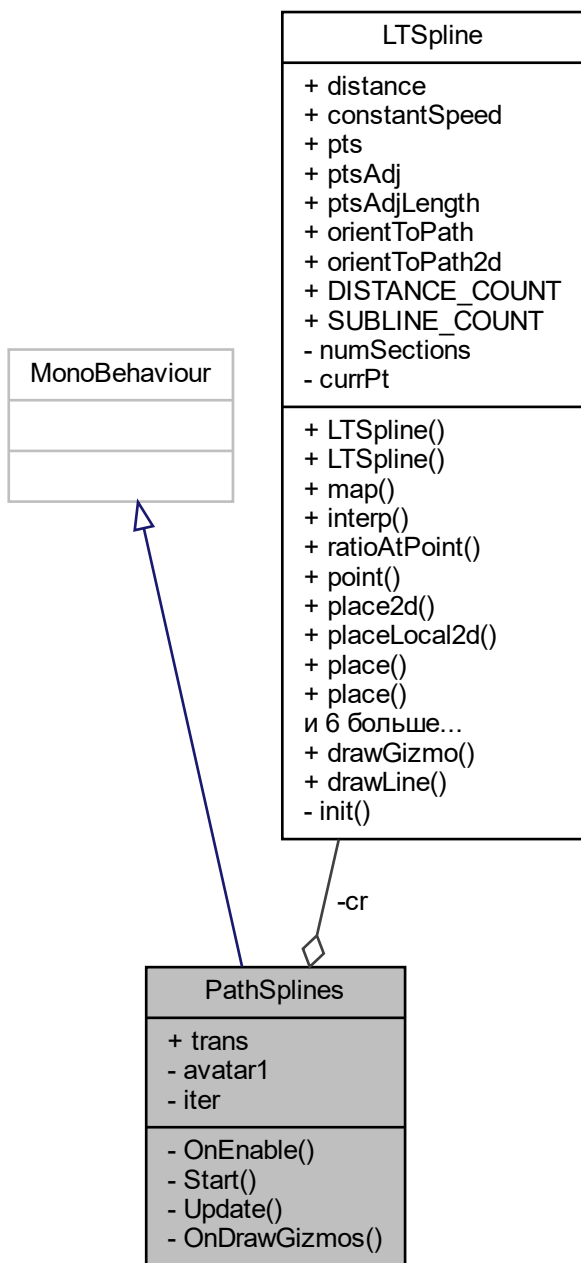 LTSpline
+ distance
+ constantSpeed
+ pts
+ ptsAdj
+ ptsAdjLength
+ orientToPath
+ orientToPath2d
+ DISTANCE_COUNT
+ SUBLINE_COUNT
- numSections
- currPt
+ LTSpline()
+ LTSpline()
+ map()
+ interp()
+ ratioAtPoint()
+ point()
+ place2d()
+ placeLocal2d()
+ place()
+ place()
и 6 больше...
+ drawGizmo()
+ drawLine()
- init()
MonoBehaviour
-cr
PathSplines
+ trans
- avatar1
- iter
- OnEnable()
- Start()
- Update()
- OnDrawGizmos()